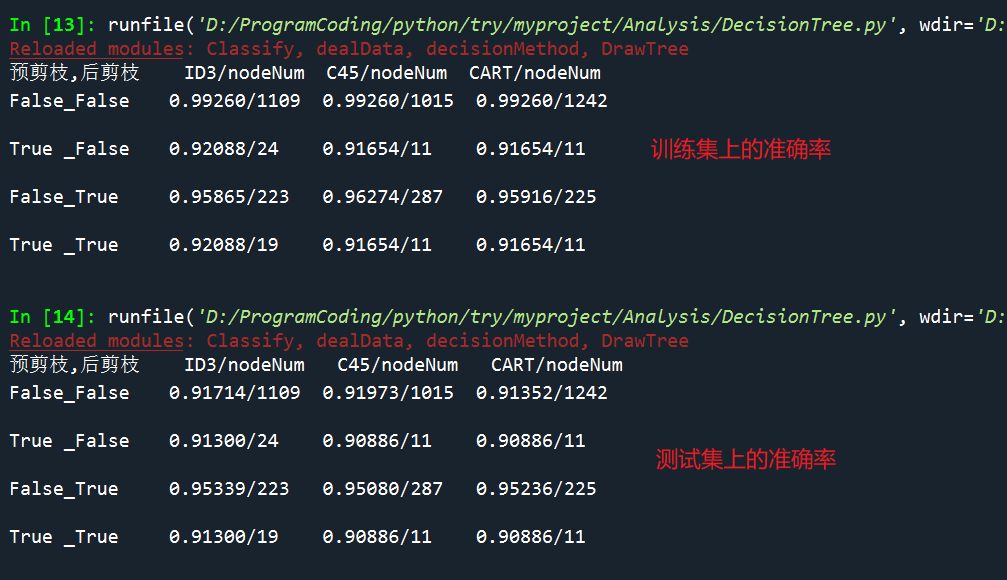 In [13]: runfile('D:/ProgramCoding/python/try/myproject/Analysis/DecisionTree.py', wdir='D:
Reloaded modules: Classify, dealData, decisionMethod, DrawTree
预剪枝,后剪枝 ID3/nodeNum C45/nodeNum CART/nodeNum
False_False 0.99260/1109 0.99260/1015 0.99260/1242
True _False 0.92088/24 0.91654/11 0.91654/11 训练集上的准确率
False_True 0.95865/223 0.96274/287 0.95916/225
True _True 0.92088/19 0.91654/11 0.91654/11
In [14]: runfile('D:/ProgramCoding/python/try/myproject/Analysis/DecisionTree.py', wdir='D:
Reloaded modules: Classify, dealData, decisionMethod, DrawTree
预剪枝,后剪枝 ID3/nodeNum C45/nodeNum CART/nodeNum
False_False 0.91714/1109 0.91973/1015 0.91352/1242
True _False 0.91300/24 0.90886/11 0.90886/11
测试集上的准确率
False_True 0.95339/223 0.95080/287 0.95236/225
True _True 0.91300/19 0.90886/11 0.90886/11